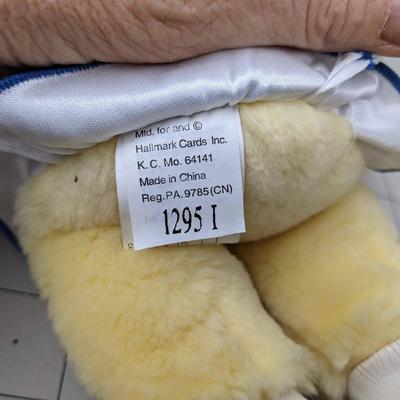 Mfd. for and ©
Hallmark Cards Inc.
K.C. Mo. 64141
Made in China
Reg.PA.9785(CN)
1295 I